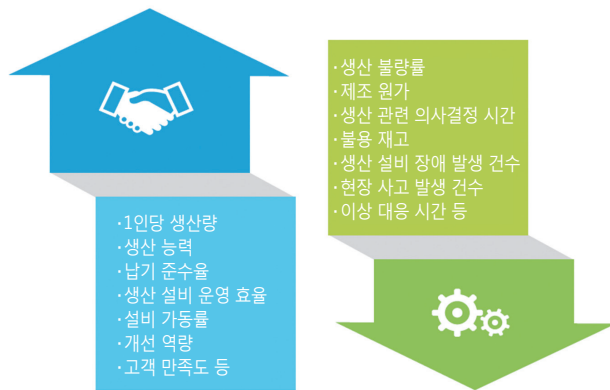 ·1인당 생산량
·생산 능력
·납기 준수율
·생산 설비 운영 효율
·설비 가동률
·개선 역량
·고객 만족도 등
·생산 불량률
·제조 원가
·생산 관련 의사결정 시간
·불용 재고
·생산 설비 장애 발생 건수
·현장 사고 발생 건수
·이상 대응 시간 등